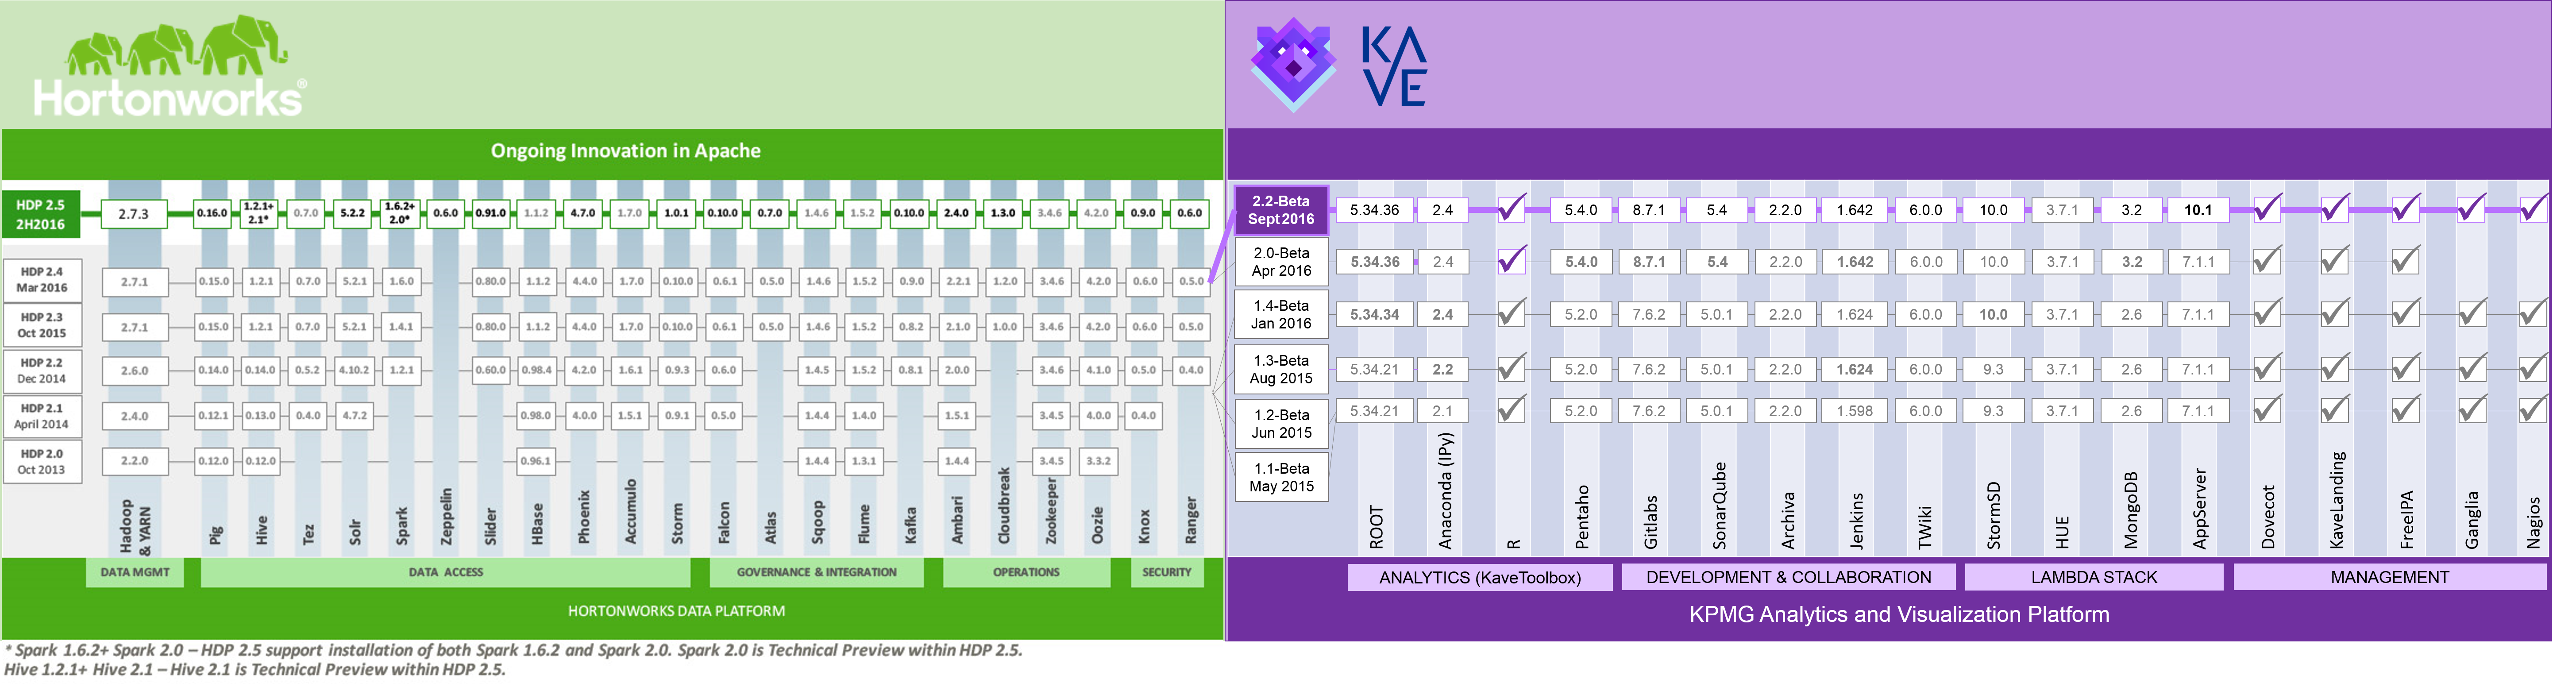 Hortonworks®
KAVE
Ongoing Innovation in Apache
HDP 2.5
2H2016
2.7.3 0.16.0 1.2.1+ 2.1* 0.7.0 5.2.2 1.6.2+ 2.0* 0.6.0 0.91.0 1.1.2 4.7.0 1.7.0 1.0.1 0.10.0 0.7.0 1.4.6 1.5.2 0.10.0 2.4.0 1.3.0 3.4.6 4.2.0 0.9.0 0.6.0
HDP 2.4
Mar 2016
2.7.1 0.15.0 1.2.1 0.7.0 5.2.1 1.6.0 0.80.0 1.1.2 4.4.0 1.7.0 0.10.0 0.6.1 0.5.0 1.4.6 1.5.2 0.9.0 2.2.1 1.2.0 3.4.6 4.2.0 0.6.0 0.5.0
HDP 2.3
Oct 2015
2.7.1 0.15.0 1.2.1 0.7.0 5.2.1 1.4.1 0.80.0 1.1.2 4.4.0 1.7.0 0.10.0 0.6.1 0.5.0 1.4.6 1.5.2 0.8.2 2.1.0 1.0.0 3.4.6 4.2.0 0.6.0 0.5.0
HDP 2.2
Dec 2014
2.6.0 0.14.0 0.14.0 0.5.2 4.10.2 1.2.1 0.60.0 0.98.4 4.2.0 1.6.1 0.9.3 0.6.0 1.4.5 1.5.2 0.8.1 2.0.0 3.4.6 4.1.0 0.5.0 0.4.0
HDP 2.1
April 2014
2.4.0 0.12.1 0.13.0 0.4.0 4.7.2 0.98.0 4.0.0 1.5.1 0.9.1 0.5.0 1.4.4 1.4.0 1.5.1 3.4.5 4.0.0 0.4.0
HDP 2.0
Oct 2013
2.2.0 0.12.0 0.12.0 0.96.1 1.4.4 1.3.1 1.4.4 3.4.5 3.3.2
Hadoop & YARN
Pig
Hive
Tez
Solr
Spark
Zeppelin
Slider
HBase
Phoenix
Accumulo
Storm
Falcon
Atlas
Sqoop
Flume
Kafka
Ambari
Cloudbreak
Zookeeper
Oozie
Knox
Ranger
DATA MGMT
DATA ACCESS
GOVERNANCE & INTEGRATION
OPERATIONS
SECURITY
HORTONWORKS DATA PLATFORM
* Spark 1.6.2+ Spark 2.0 – HDP 2.5 support installation of both Spark 1.6.2 and Spark 2.0. Spark 2.0 is Technical Preview within HDP 2.5.
Hive 1.2.1+ Hive 2.1 – Hive 2.1 is Technical Preview within HDP 2.5.
2.2-Beta
Sept 2016
5.34.36 2.4 5.4.0 8.7.1 5.4 2.2.0 1.642 6.0.0 10.0 3.7.1 3.2 10.1
2.0-Beta
Apr 2016
5.34.36 2.4 5.4.0 8.7.1 5.4 2.2.0 1.642 6.0.0 10.0 3.7.1 3.2 7.1.1
1.4-Beta
Jan 2016
5.34.34 2.4 5.2.0 7.6.2 5.0.1 2.2.0 1.624 6.0.0 10.0 3.7.1 2.6 7.1.1
1.3-Beta
Aug 2015
5.34.21 2.2 5.2.0 7.6.2 5.0.1 2.2.0 1.624 6.0.0 9.3 3.7.1 2.6 7.1.1
1.2-Beta
Jun 2015
5.34.21 2.1 5.2.0 7.6.2 5.0.1 2.2.0 1.598 6.0.0 9.3 3.7.1 2.6 7.1.1
1.1-Beta
May 2015
ROOT
Anaconda (IPy)
R
Pentaho
Gitlabs
SonarQube
Archiva
Jenkins
TWiki
StormSD
HUE
MongoDB
AppServer
Dovecot
KaveLanding
FreeIPA
Ganglia
Nagios
ANALYTICS (KaveToolbox)
DEVELOPMENT & COLLABORATION
LAMBDA STACK
MANAGEMENT
KPMG Analytics and Visualization Platform